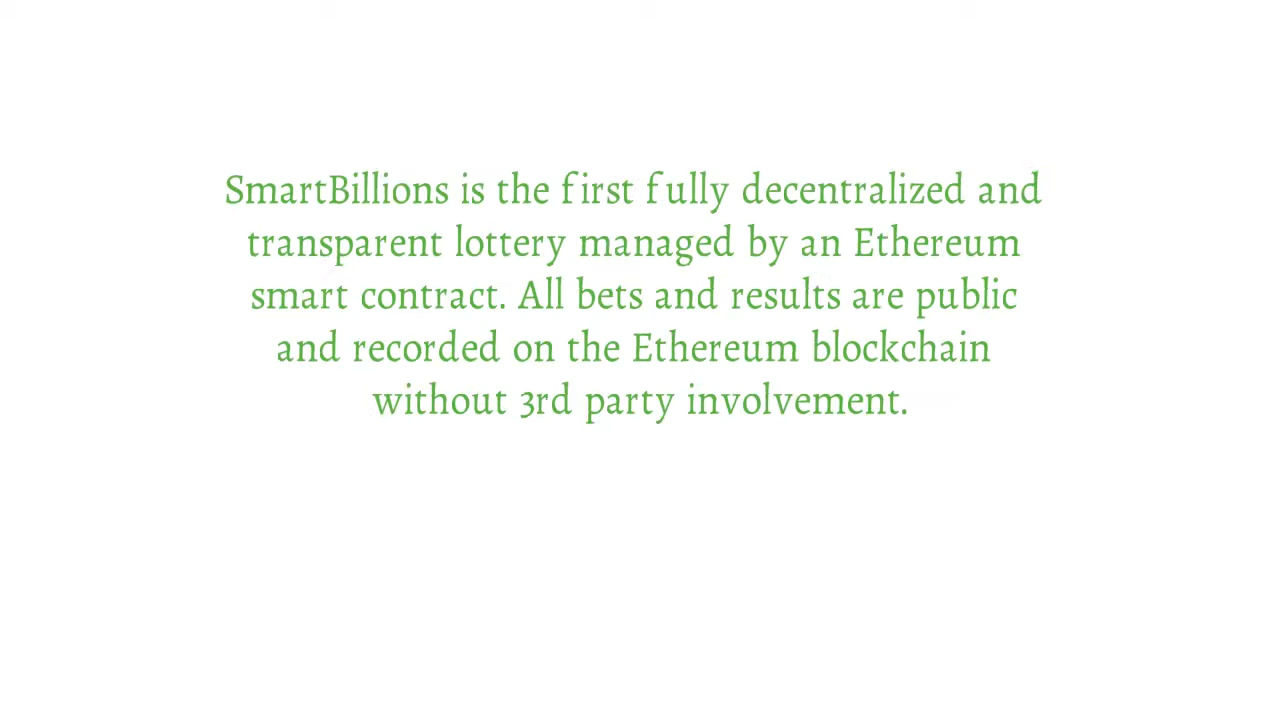 SmartBillions is the first fully decentralized and
transparent lottery managed by an Ethereum
smart contract. All bets and results are public
and recorded on the Ethereum blockchain
without 3rd party involvement.